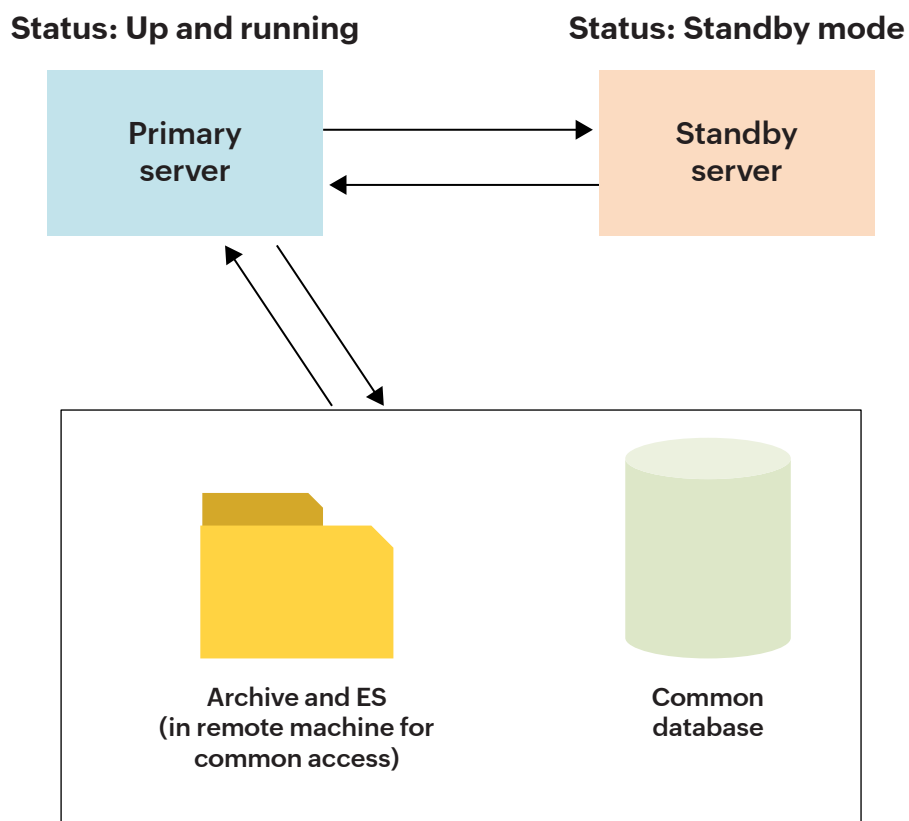 Status: Up and running
Status: Standby mode
Primary
server
Standby
server
Archive and ES
(in remote machine for
common access)
Common
database